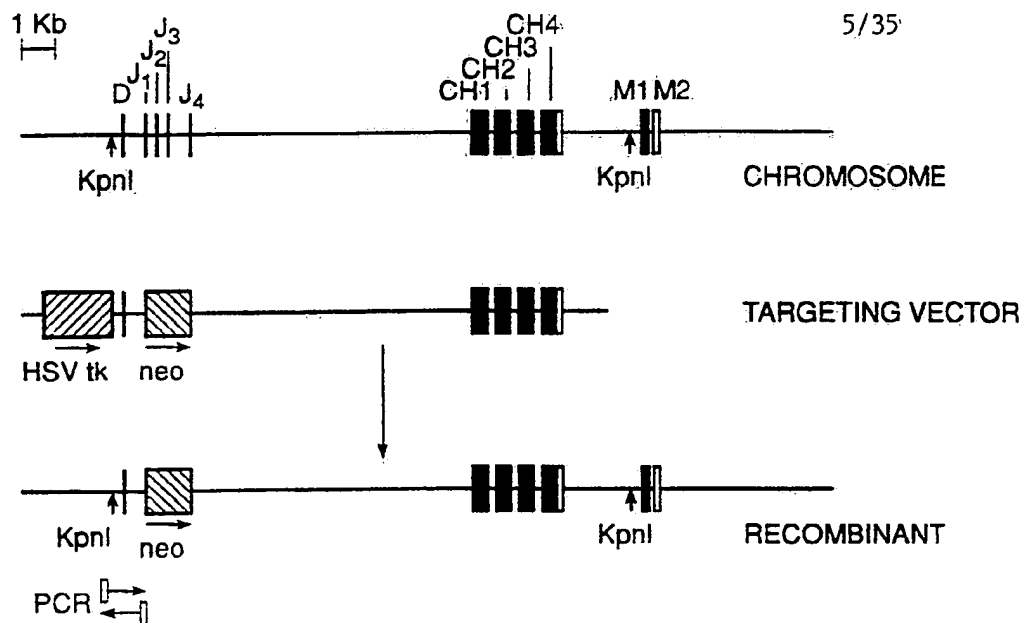 1 Kb
5/35
D J₁ J₂ J₃ J₄
CH1 CH2 CH3 CH4
M1 M2
KpnI
KpnI
CHROMOSOME
TARGETING VECTOR
HSV tk
neo
KpnI
neo
KpnI
RECOMBINANT
PCR